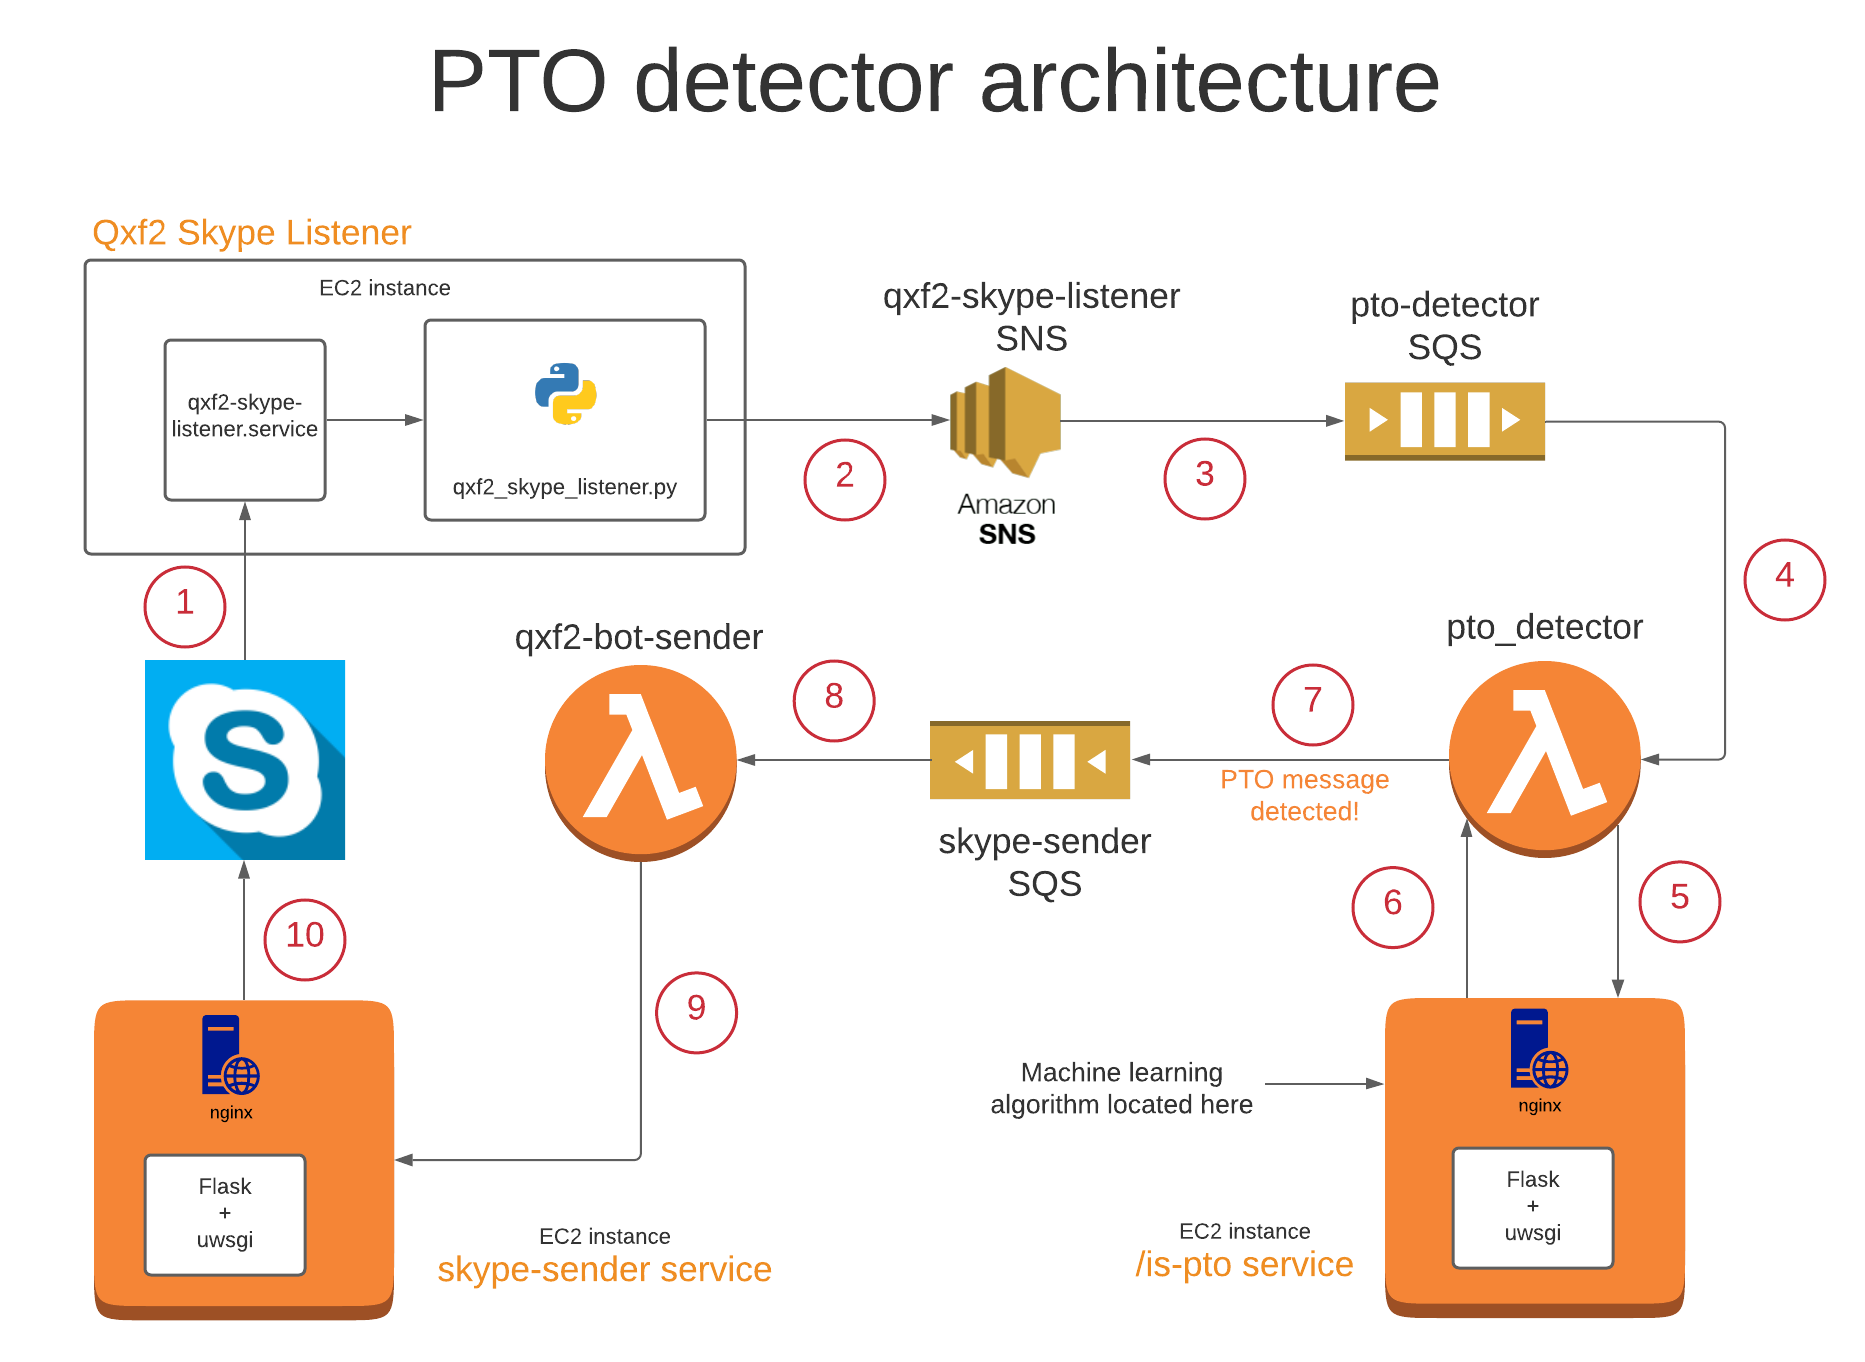 PTO detector architecture
Qxf2 Skype Listener
EC2 instance
qxf2-skype-
listener.service
qxf2_skype_listener.py
2
qxf2-skype-listener
SNS
Amazon
SNS
3
pto-detector
SQS
4
1
S
qxf2-bot-sender
8
skype-sender
SQS
7
PTO message
detected!
pto_detector
6
5
10
9
nginx
Flask
+
uwsgi
EC2 instance
skype-sender service
Machine learning
algorithm located here
EC2 instance
/is-pto service
nginx
Flask
+
uwsgi